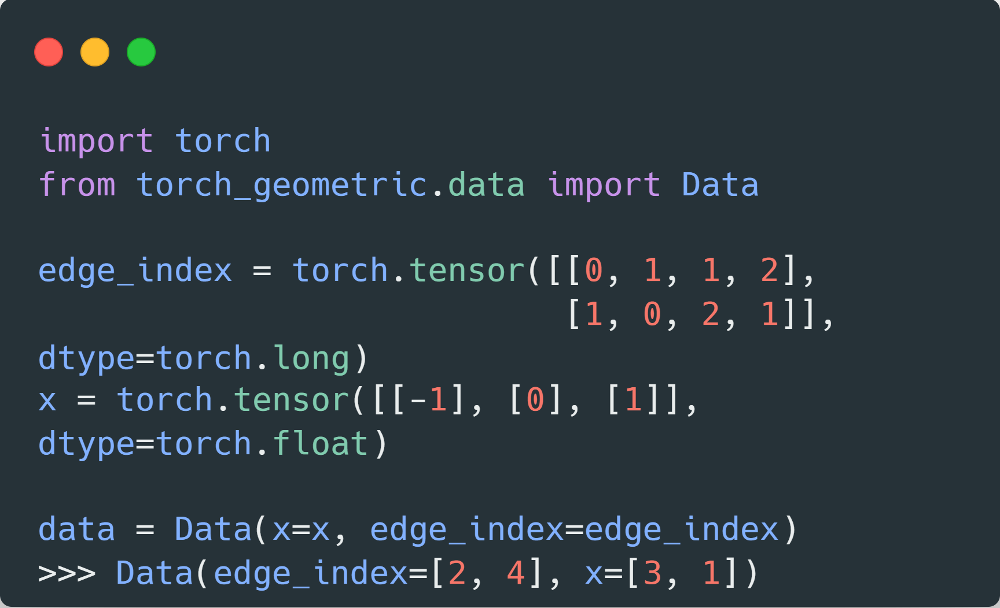 import torch
from torch_geometric.data import Data
edge_index = torch.tensor([[0, 1, 1, 2],
                           [1, 0, 2, 1]],
dtype=torch.long)
x = torch.tensor([[-1], [0], [1]],
dtype=torch.float)
data = Data(x=x, edge_index=edge_index)
>>> Data(edge_index=[2, 4], x=[3, 1])